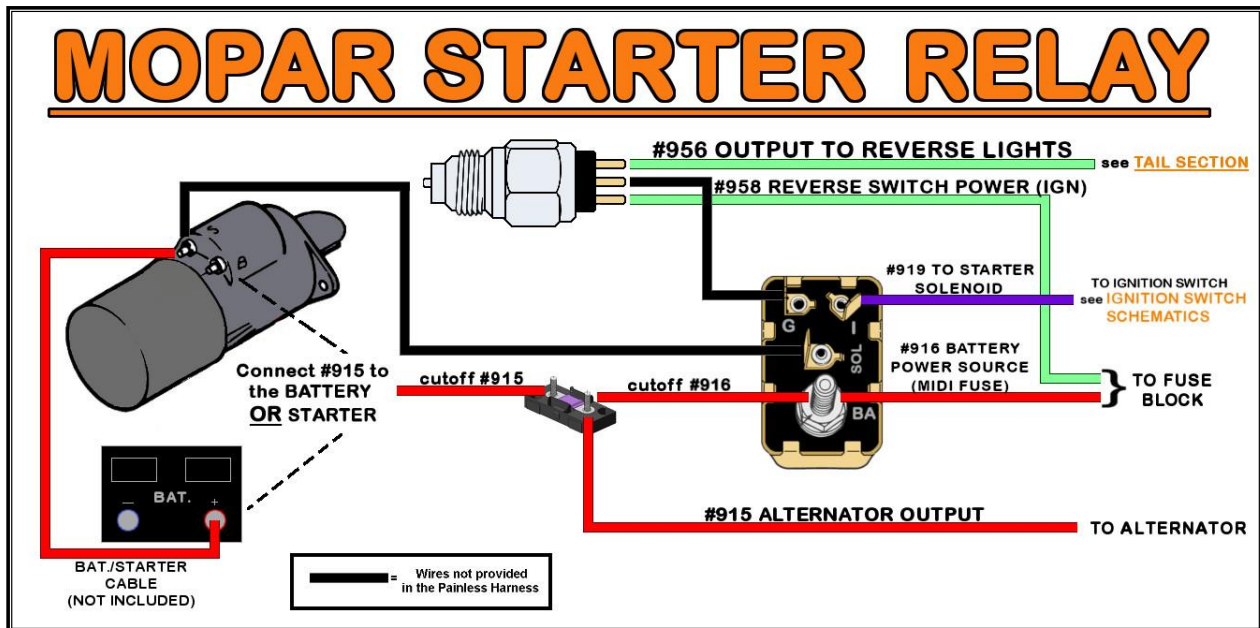 MOPAR STARTER RELAY
#956 OUTPUT TO REVERSE LIGHTS
see TAIL SECTION
#958 REVERSE SWITCH POWER (IGN)
S
B
#919 TO STARTER
SOLENOID
TO IGNITION SWITCH
see IGNITION SWITCH
SCHEMATICS
G
I
SOL
#916 BATTERY
POWER SOURCE
(MIDI FUSE)
Connect #915 to
the BATTERY
OR STARTER
cutoff #915
cutoff #916
BA
TO FUSE
BLOCK
BAT.
– +
#915 ALTERNATOR OUTPUT
TO ALTERNATOR
BAT./STARTER
CABLE
(NOT INCLUDED)
= Wires not provided
in the Painless Harness